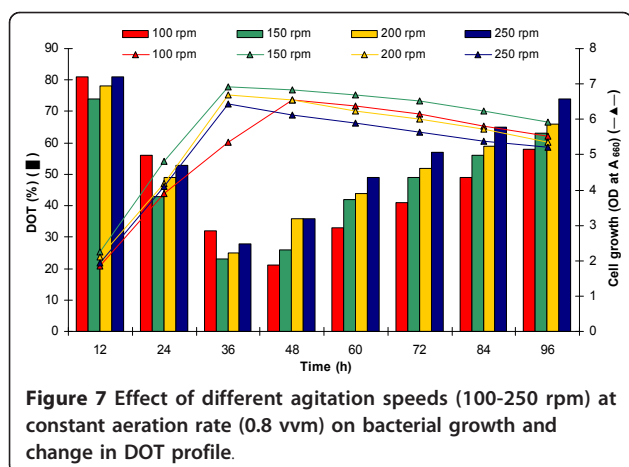 100 rpm 150 rpm 200 rpm 250 rpm
100 rpm 150 rpm 200 rpm 250 rpm
DOT (%) (■)
90
80
70
60
50
40
30
20
10
0
8
7
6
5
4
3
2
1
0
Cell growth (OD at A660) (—▲—)
12 24 36 48 60 72 84 96
Time (h)
Figure 7 Effect of different agitation speeds (100-250 rpm) at
constant aeration rate (0.8 vvm) on bacterial growth and
change in DOT profile.